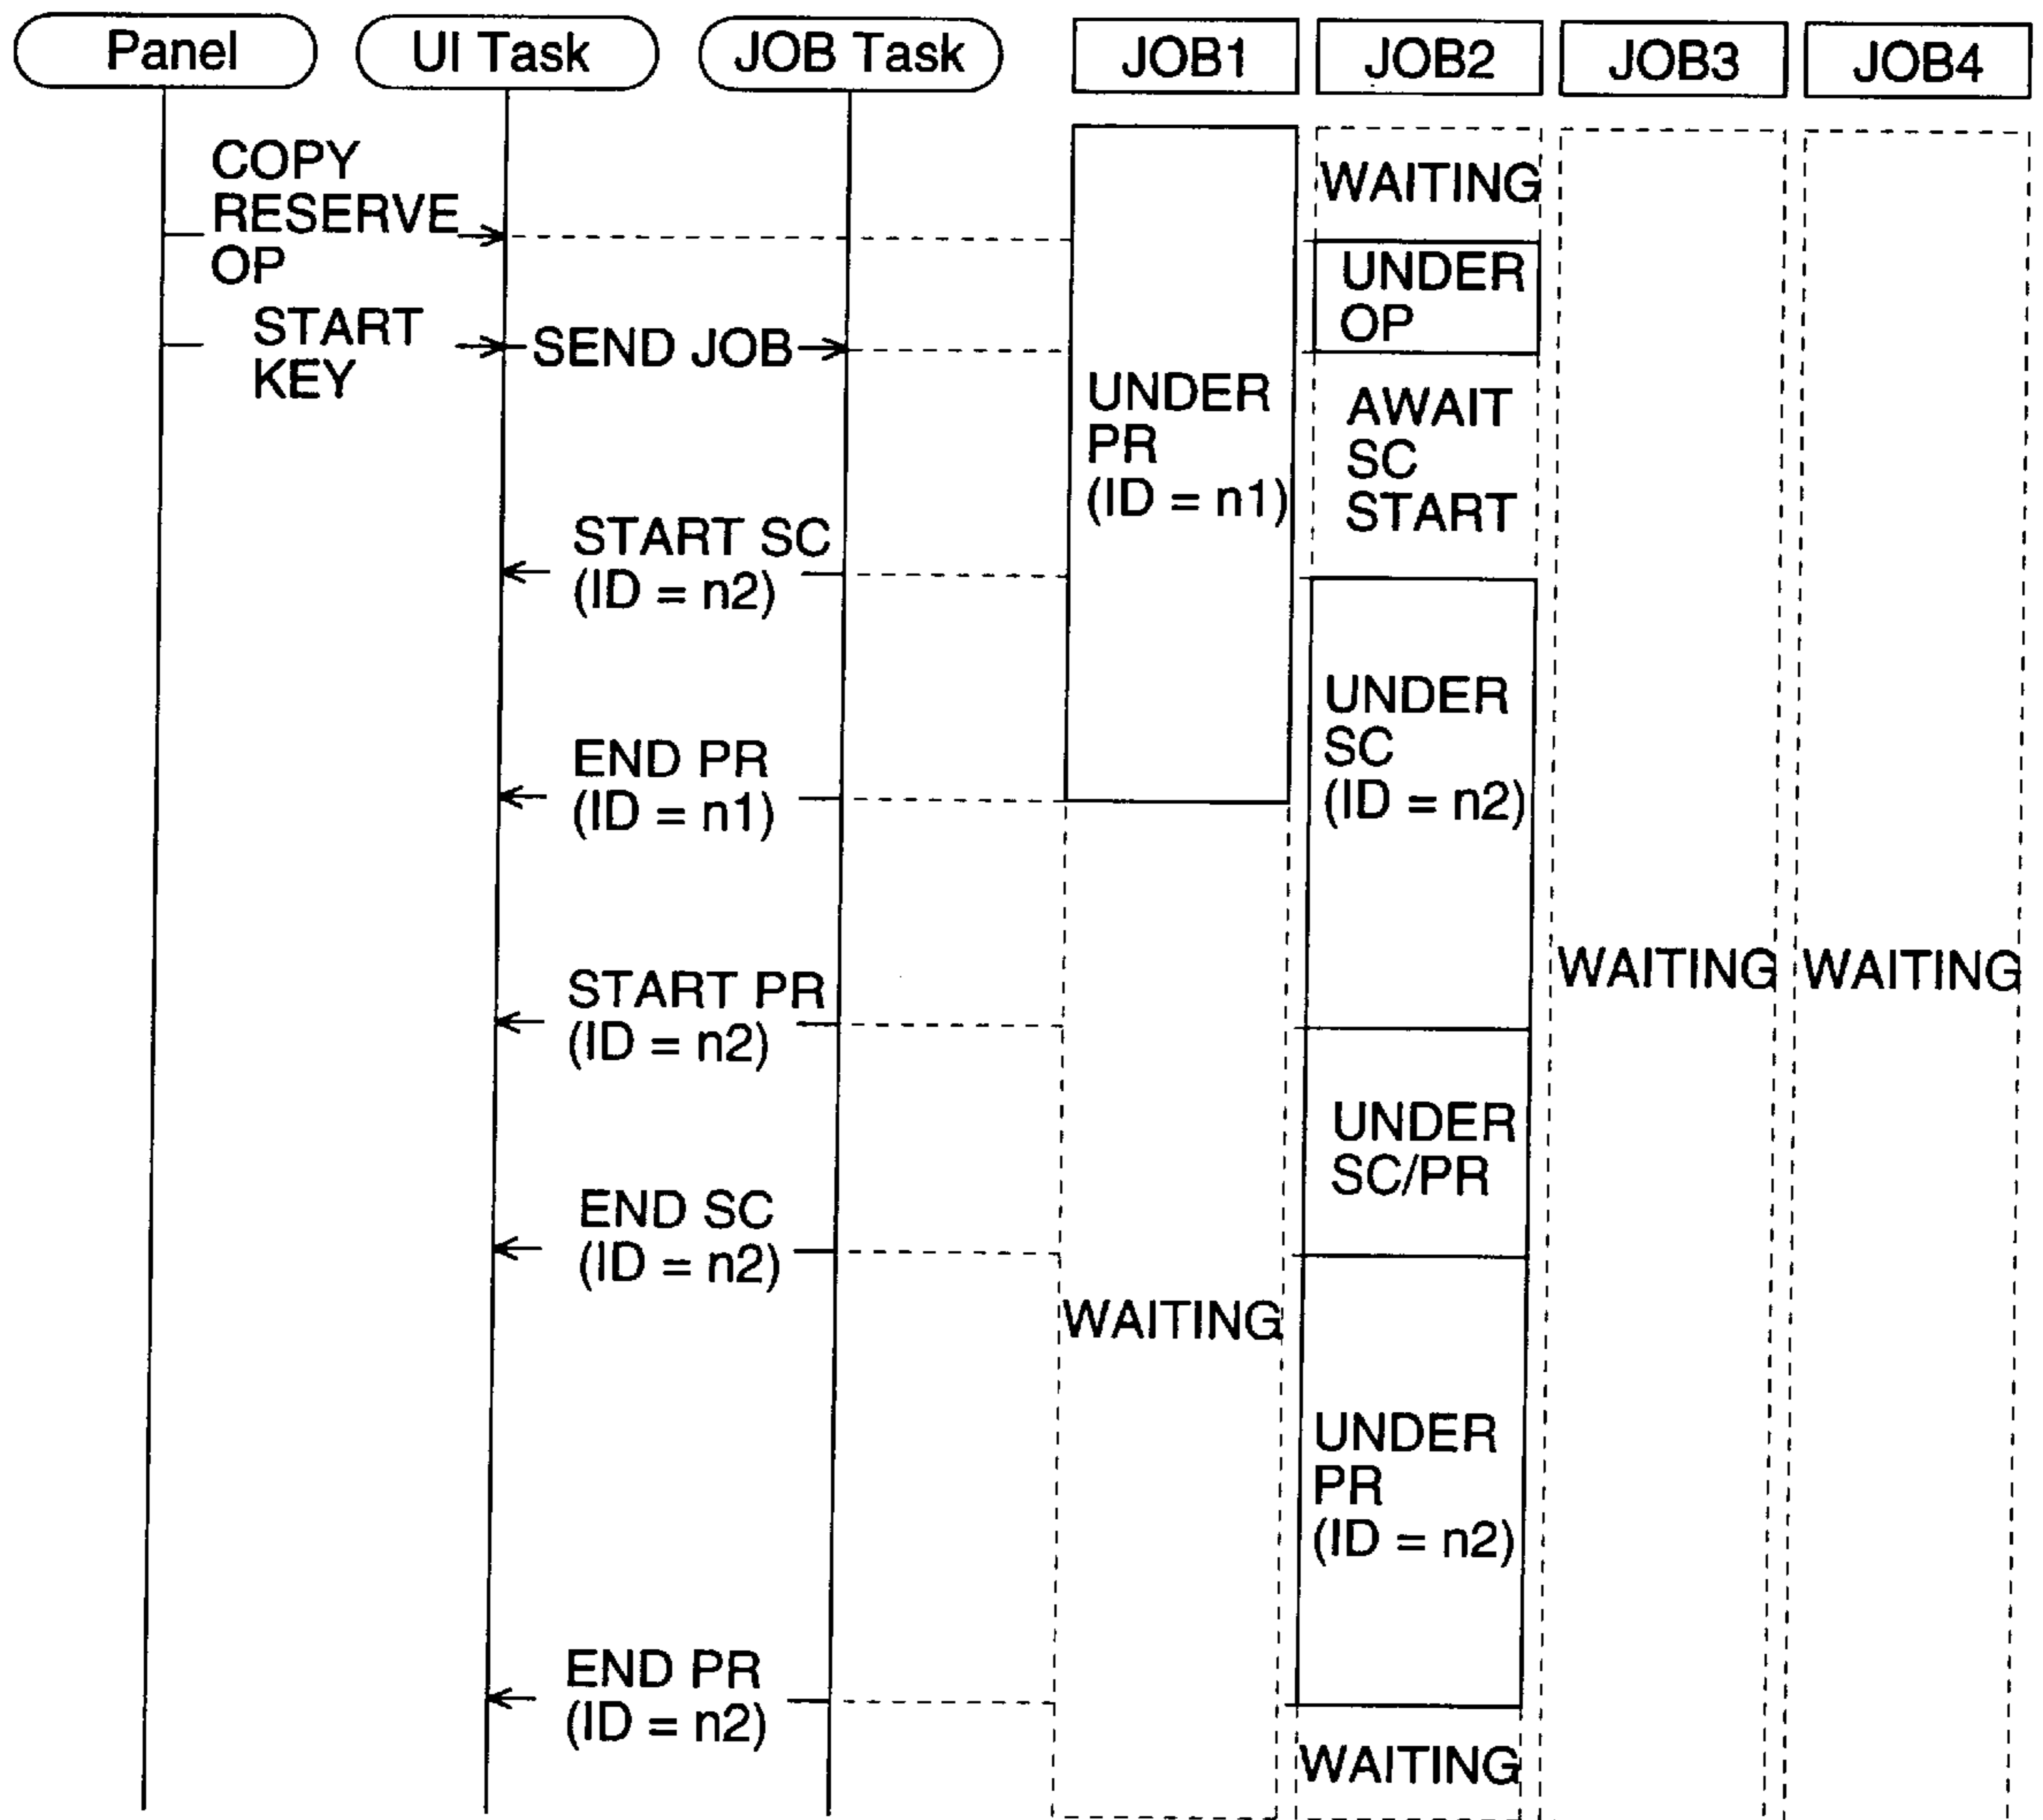 Panel
UI Task
JOB Task
JOB1
JOB2
JOB3
JOB4
COPY
RESERVE
OP
WAITING
UNDER
OP
START
KEY
SEND JOB
UNDER
PR
(ID = n1)
AWAIT
SC
START
START SC
(ID = n2)
UNDER
SC
(ID = n2)
END PR
(ID = n1)
WAITING
WAITING
START PR
(ID = n2)
UNDER
SC/PR
END SC
(ID = n2)
WAITING
UNDER
PR
(ID = n2)
END PR
(ID = n2)
WAITING